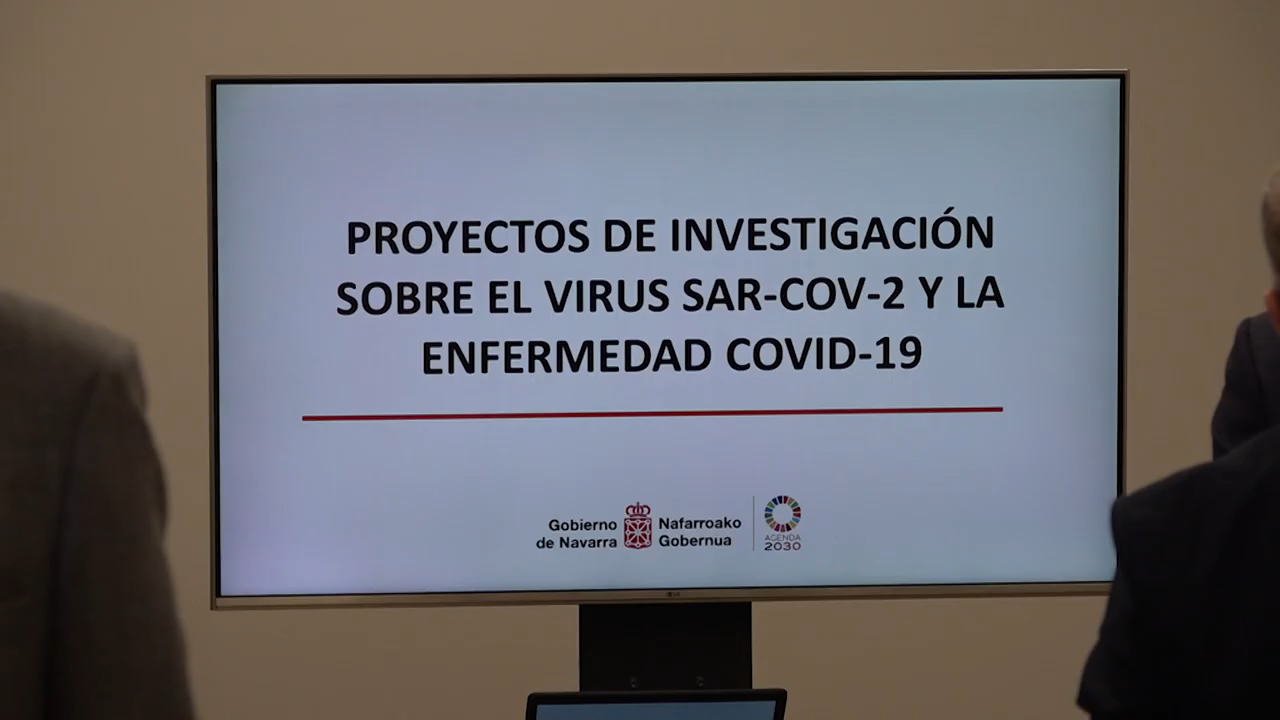 PROYECTOS DE INVESTIGACIÓN
SOBRE EL VIRUS SAR-COV-2 Y LA
ENFERMEDAD COVID-19
Gobierno
de Navarra
Nafarroako
Gobernua
AGENDA
2030
LG